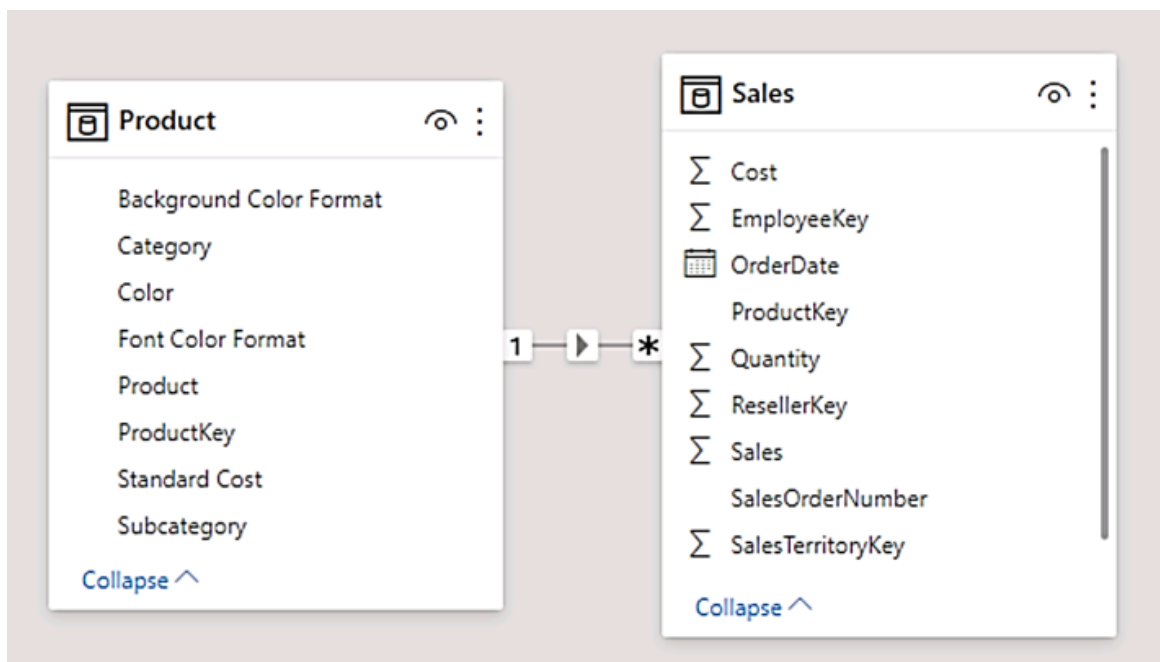 Product
Background Color Format
Category
Color
Font Color Format
Product
ProductKey
Standard Cost
Subcategory
Collapse
1
*
Sales
Σ Cost
Σ EmployeeKey
OrderDate
ProductKey
Σ Quantity
Σ ResellerKey
Σ Sales
SalesOrderNumber
Σ SalesTerritoryKey
Collapse